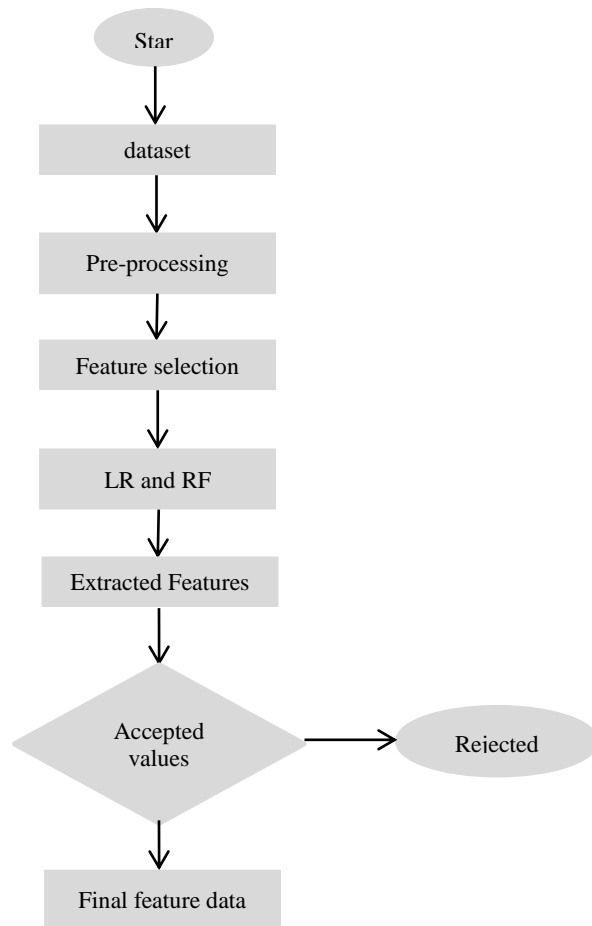 Star
dataset
Pre-processing
Feature selection
LR and RF
Extracted Features
Accepted
values
Rejected
Final feature data